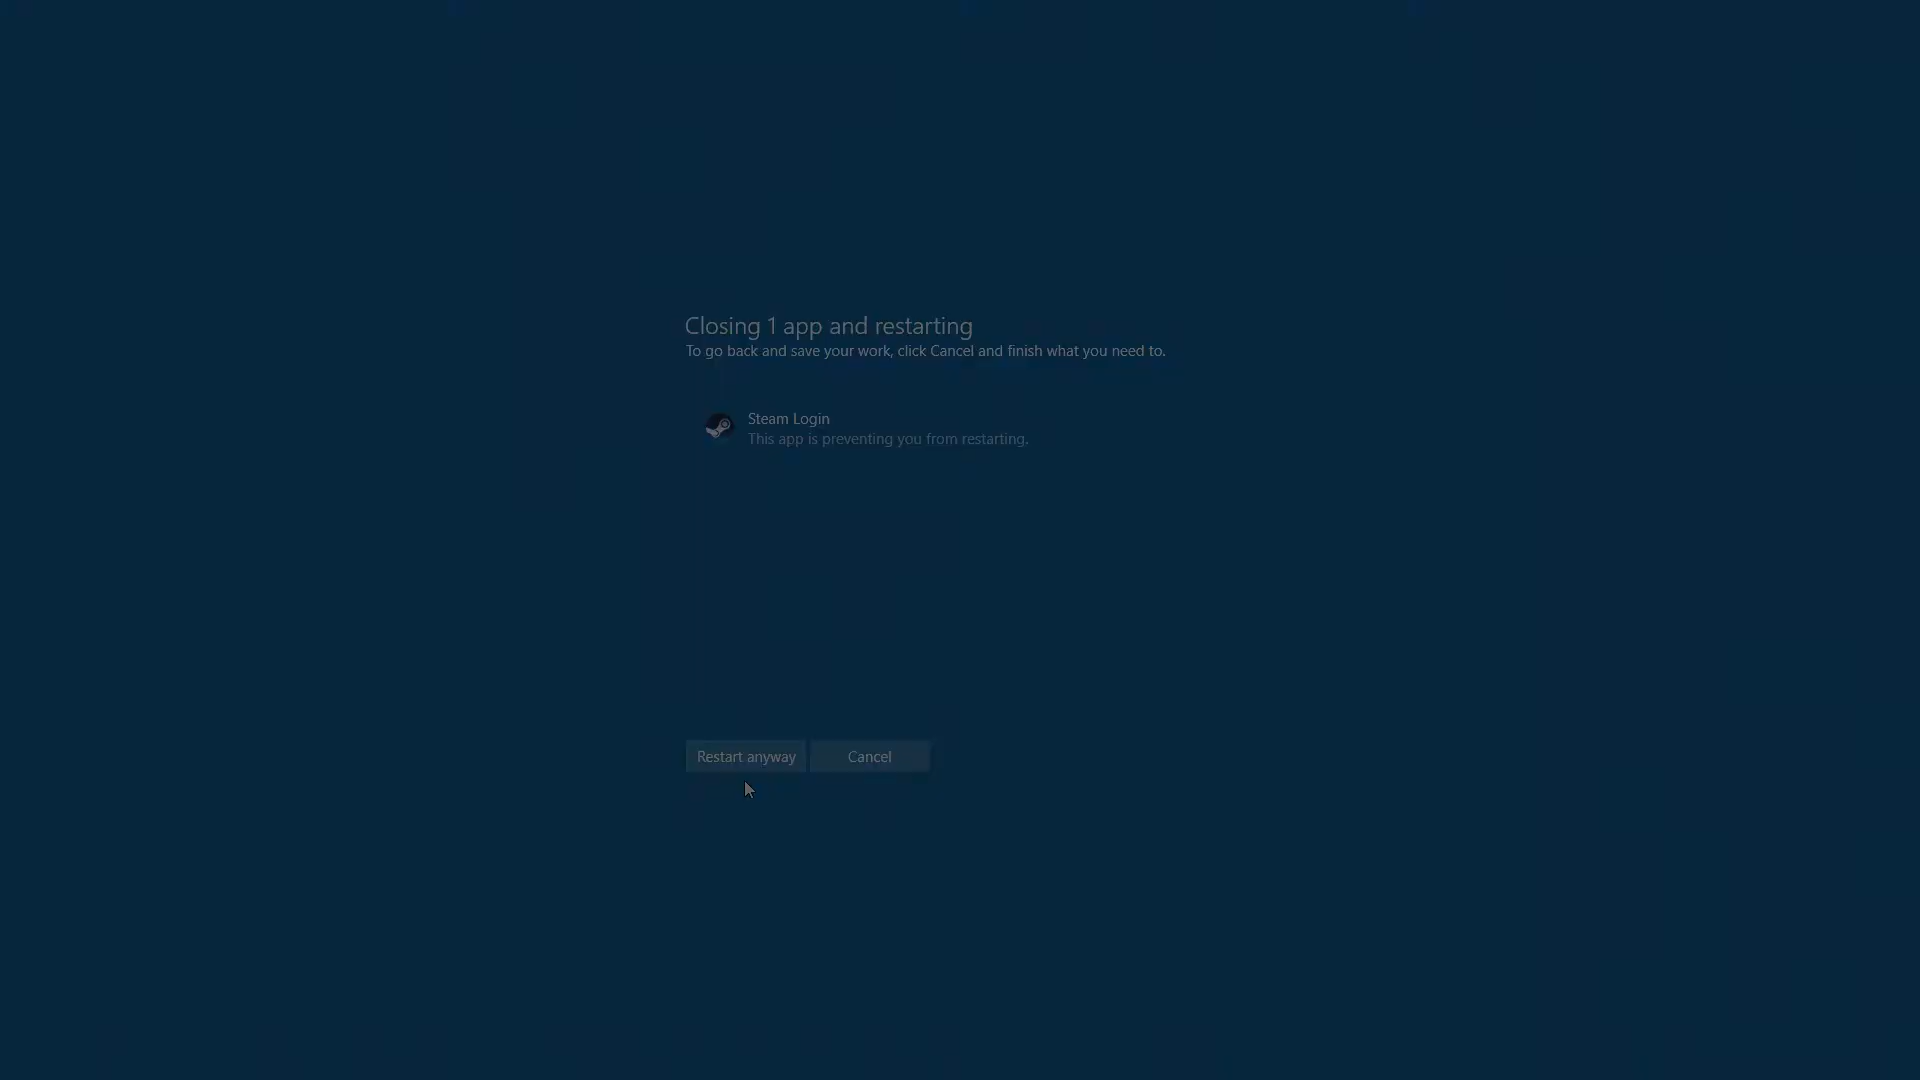 Closing 1 app and restarting
To go back and save your work, click Cancel and finish what you need to.
Steam Login
This app is preventing you from restarting.
Restart anyway
Cancel